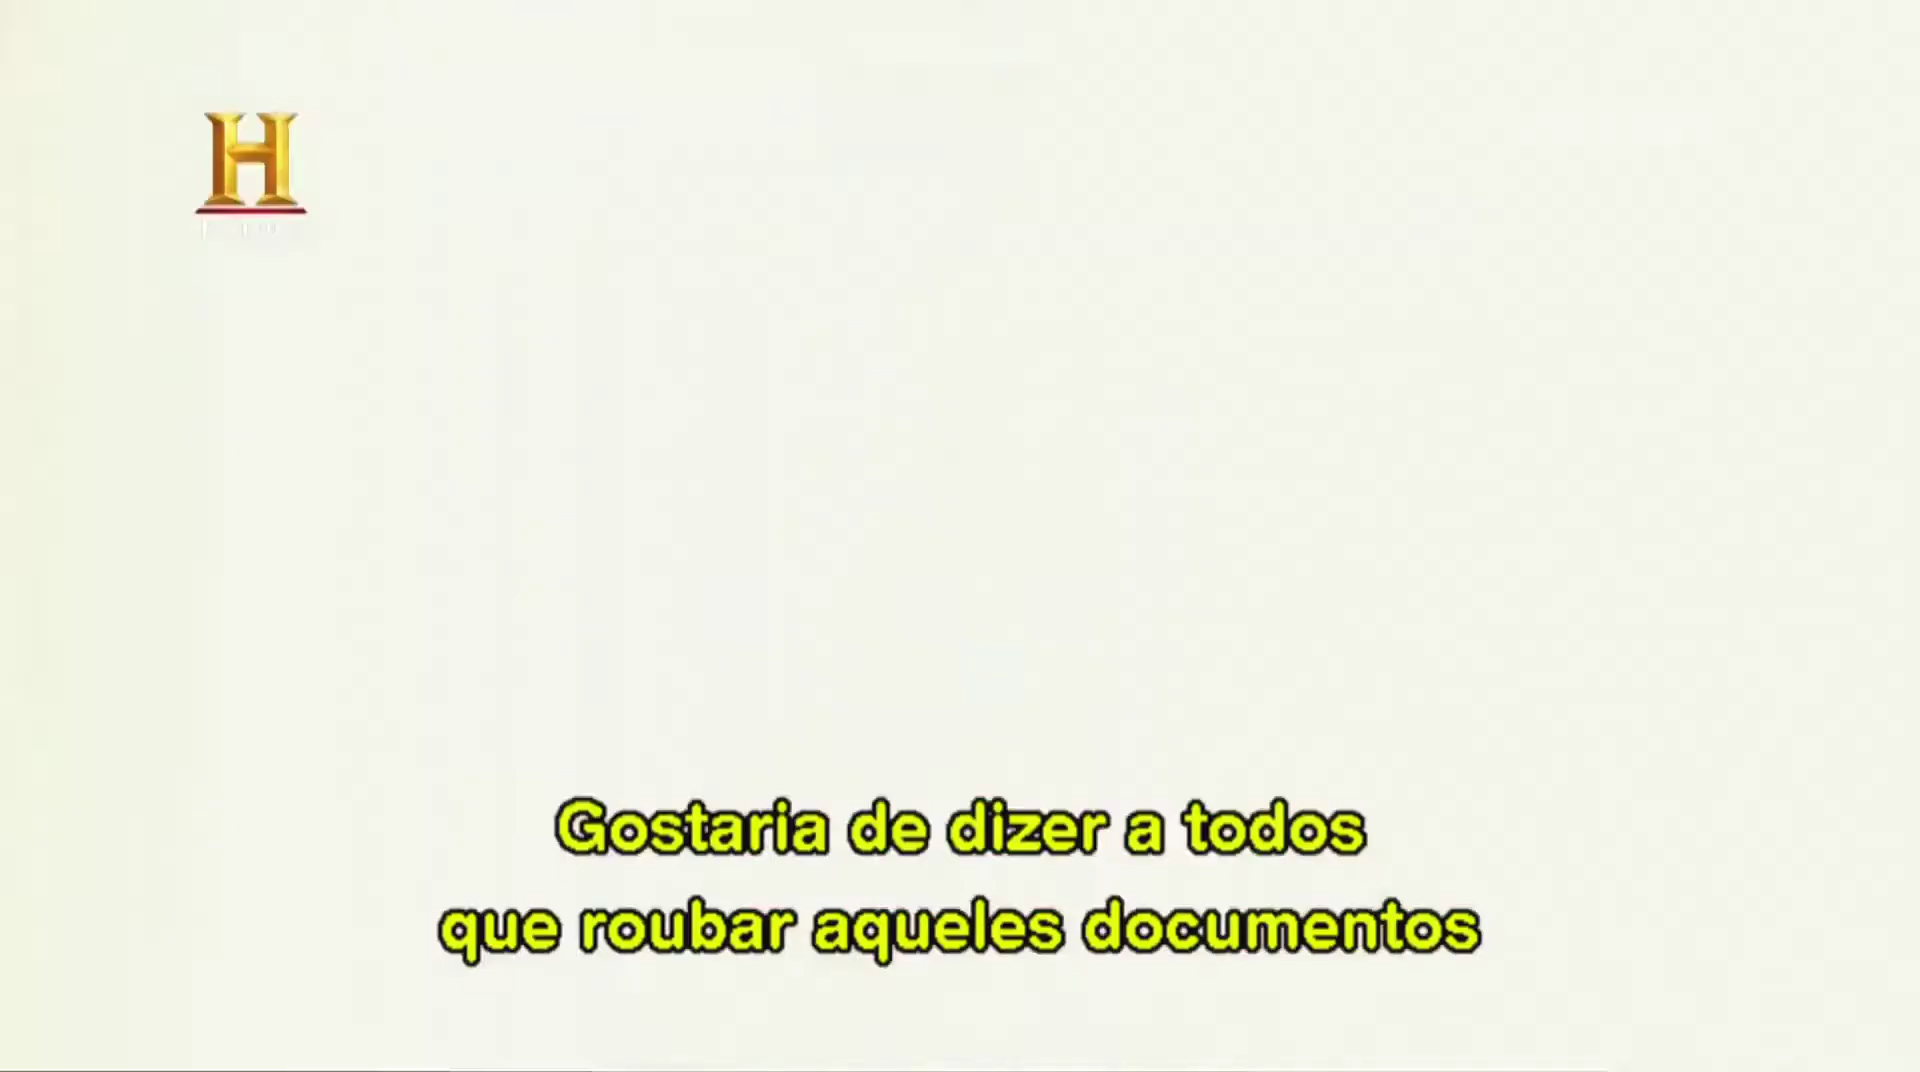 H
Gostaria de dizer a todos
que roubar aqueles documentos